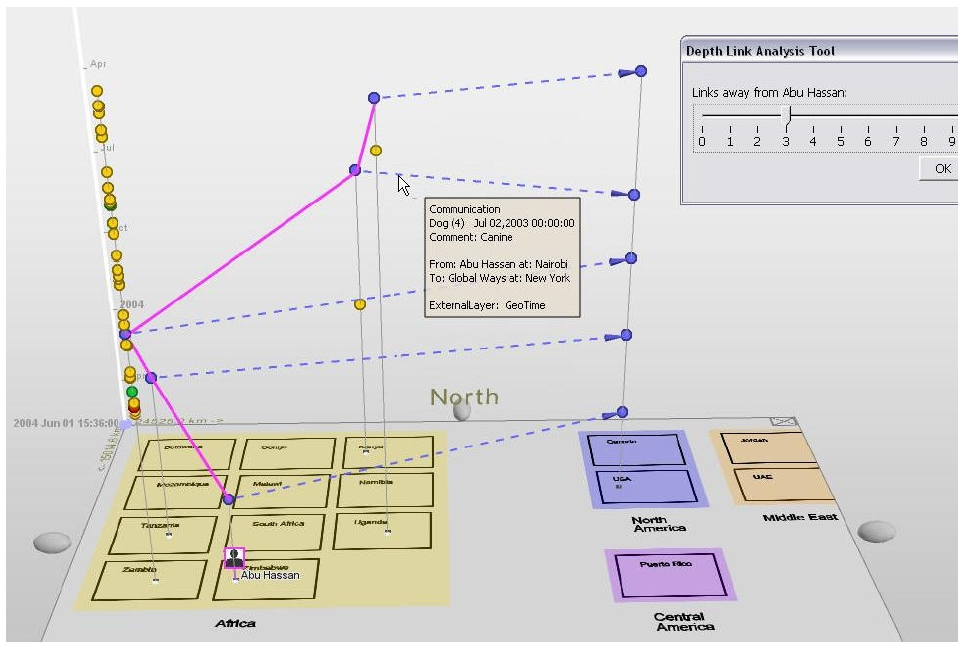 Apr
Depth Link Analysis Tool
Links away from Abu Hassan:
0 1 2 3 4 5 6 7 8 9
OK
Jul
Communication
Dog (4) Jul 02,2003 00:00:00
Comment: Canine
From: Abu Hassan at: Nairobi
To: Global Ways at: New York
ExternalLayer: GeoTime
2004
North
2004 Jun 01 15:36:00
Botswana
Congo
Kenya
Mozambique
Malawi
Namibia
Tanzania
South Africa
Uganda
Zambia
Zimbabwe
Abu Hassan
Africa
USA
North
America
Jordan
UAE
Middle East
Puerto Rico
Central
America